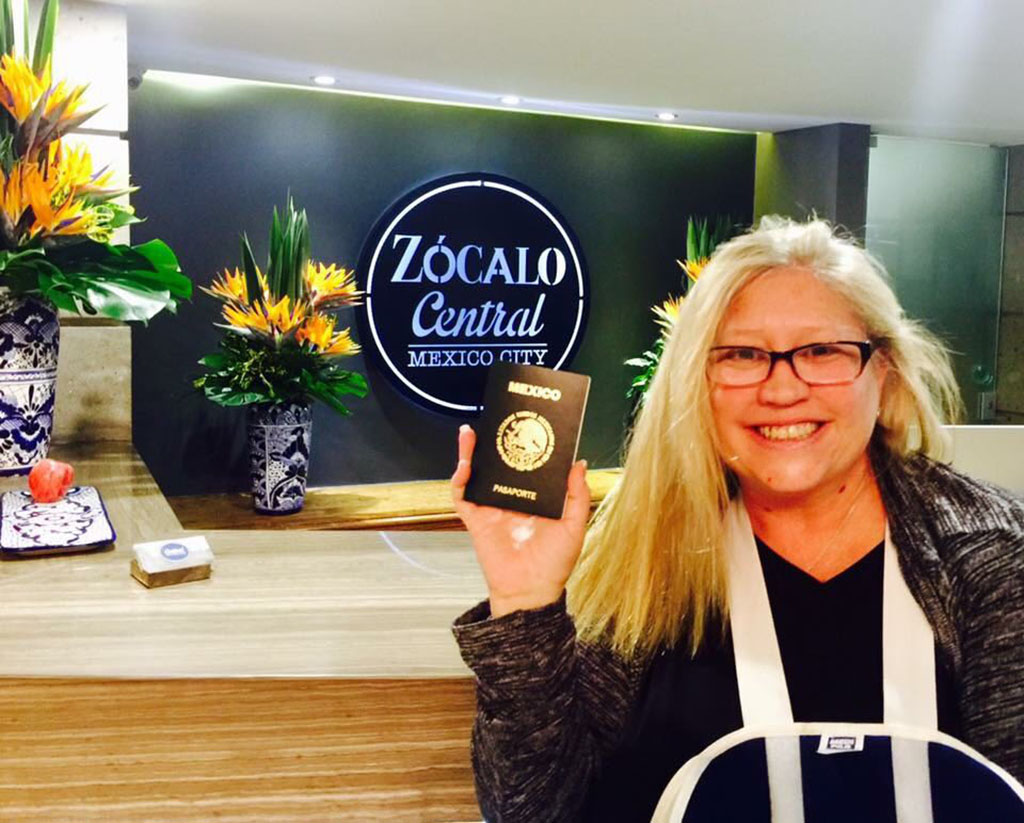 ZÓCALO
Central
MEXICO CITY
MEXICO
PASAPORTE